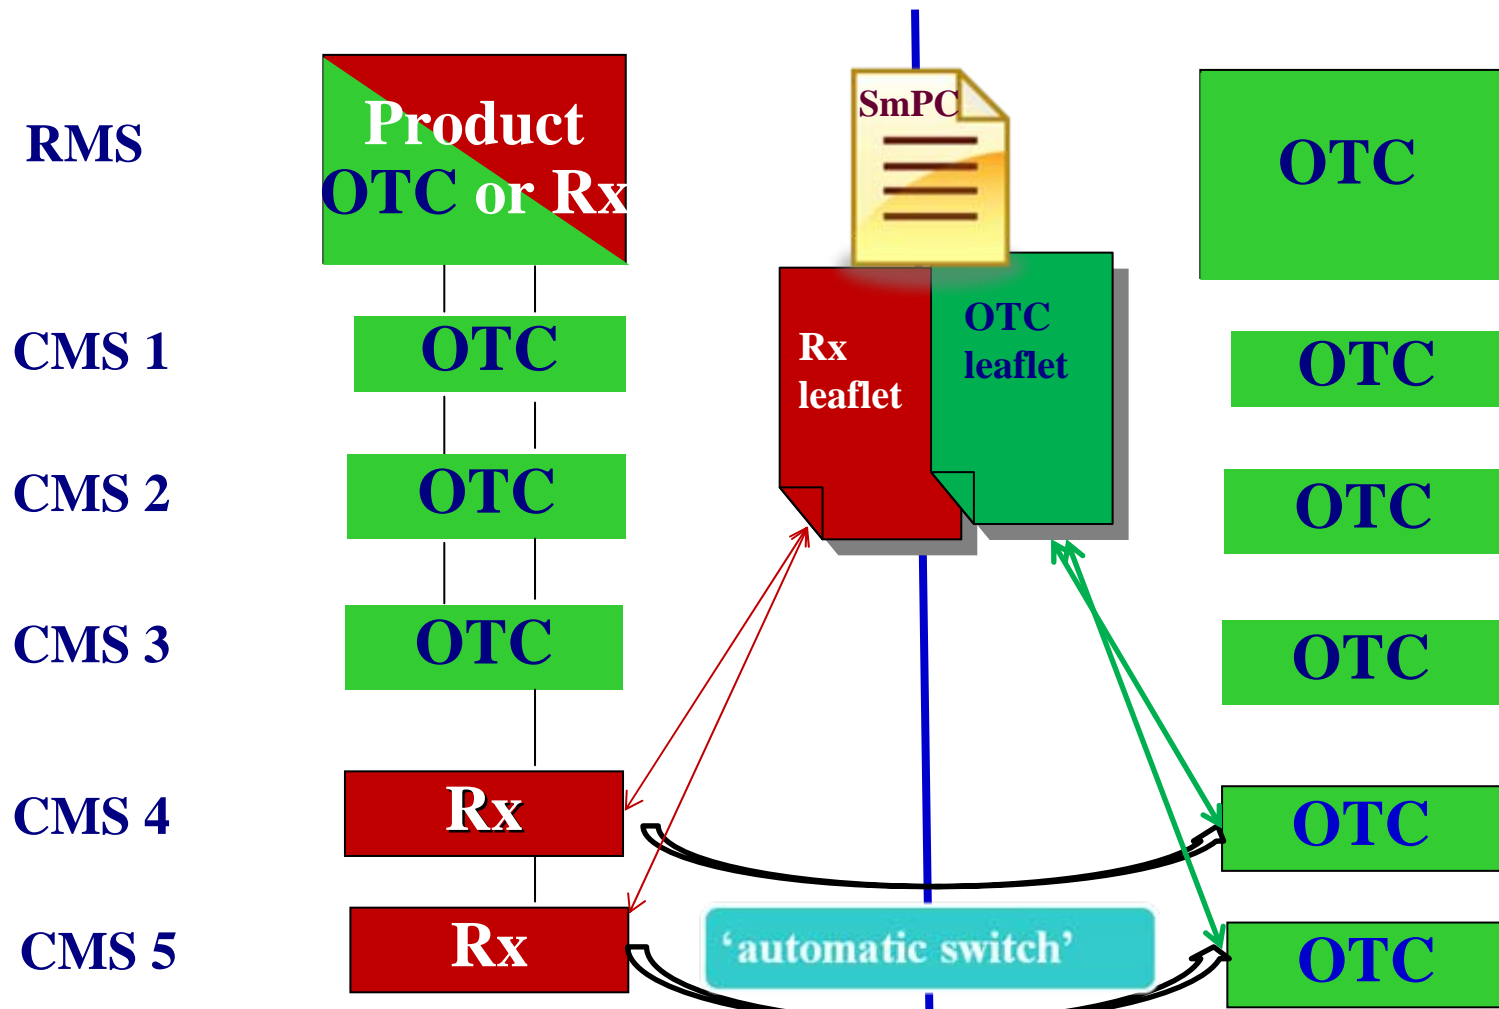 SmPC
RMS
Product
OTC or Rx
OTC
CMS 1
OTC
Rx
leaflet
OTC
leaflet
OTC
CMS 2
OTC
OTC
CMS 3
OTC
OTC
CMS 4
Rx
OTC
CMS 5
Rx
‘automatic switch’
OTC